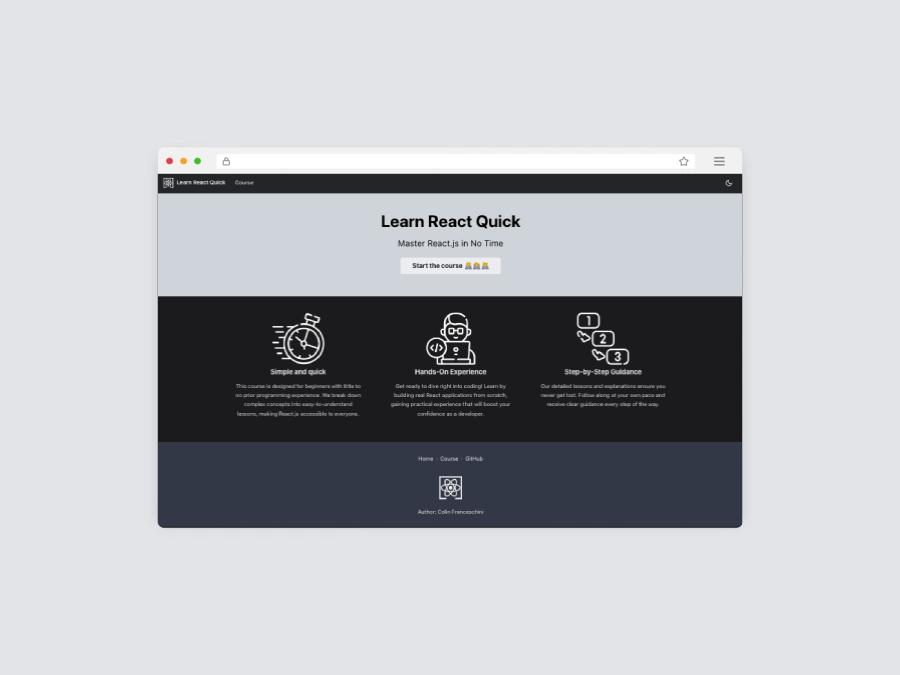 Learn React Quick Course
Learn React Quick
Master React.js in No Time
Start the course
1
2
3
Simple and quick
This course is designed for beginners with little to
no prior programming experience. We break down
complex concepts into easy-to-understand
lessons, making React.js accessible to everyone.
Hands-On Experience
Get ready to dive right into coding! Learn by
building real React applications from scratch,
gaining practical experience that will boost your
confidence as a developer.
Step-by-Step Guidance
Our detailed lessons and explanations ensure you
never get lost. Follow along at your own pace and
receive clear guidance every step of the way.
Home · Course · GitHub
Author: Colin Franceschini